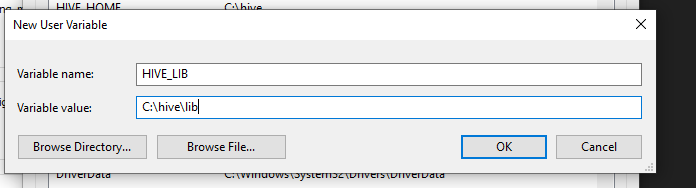 HIVE_HOME C:\hive
New User Variable
Variable name: HIVE_LIB
Variable value: C:\hive\lib
Browse Directory... Browse File... OK Cancel
DriverData C:\Windows\System32\Drivers\DriverData